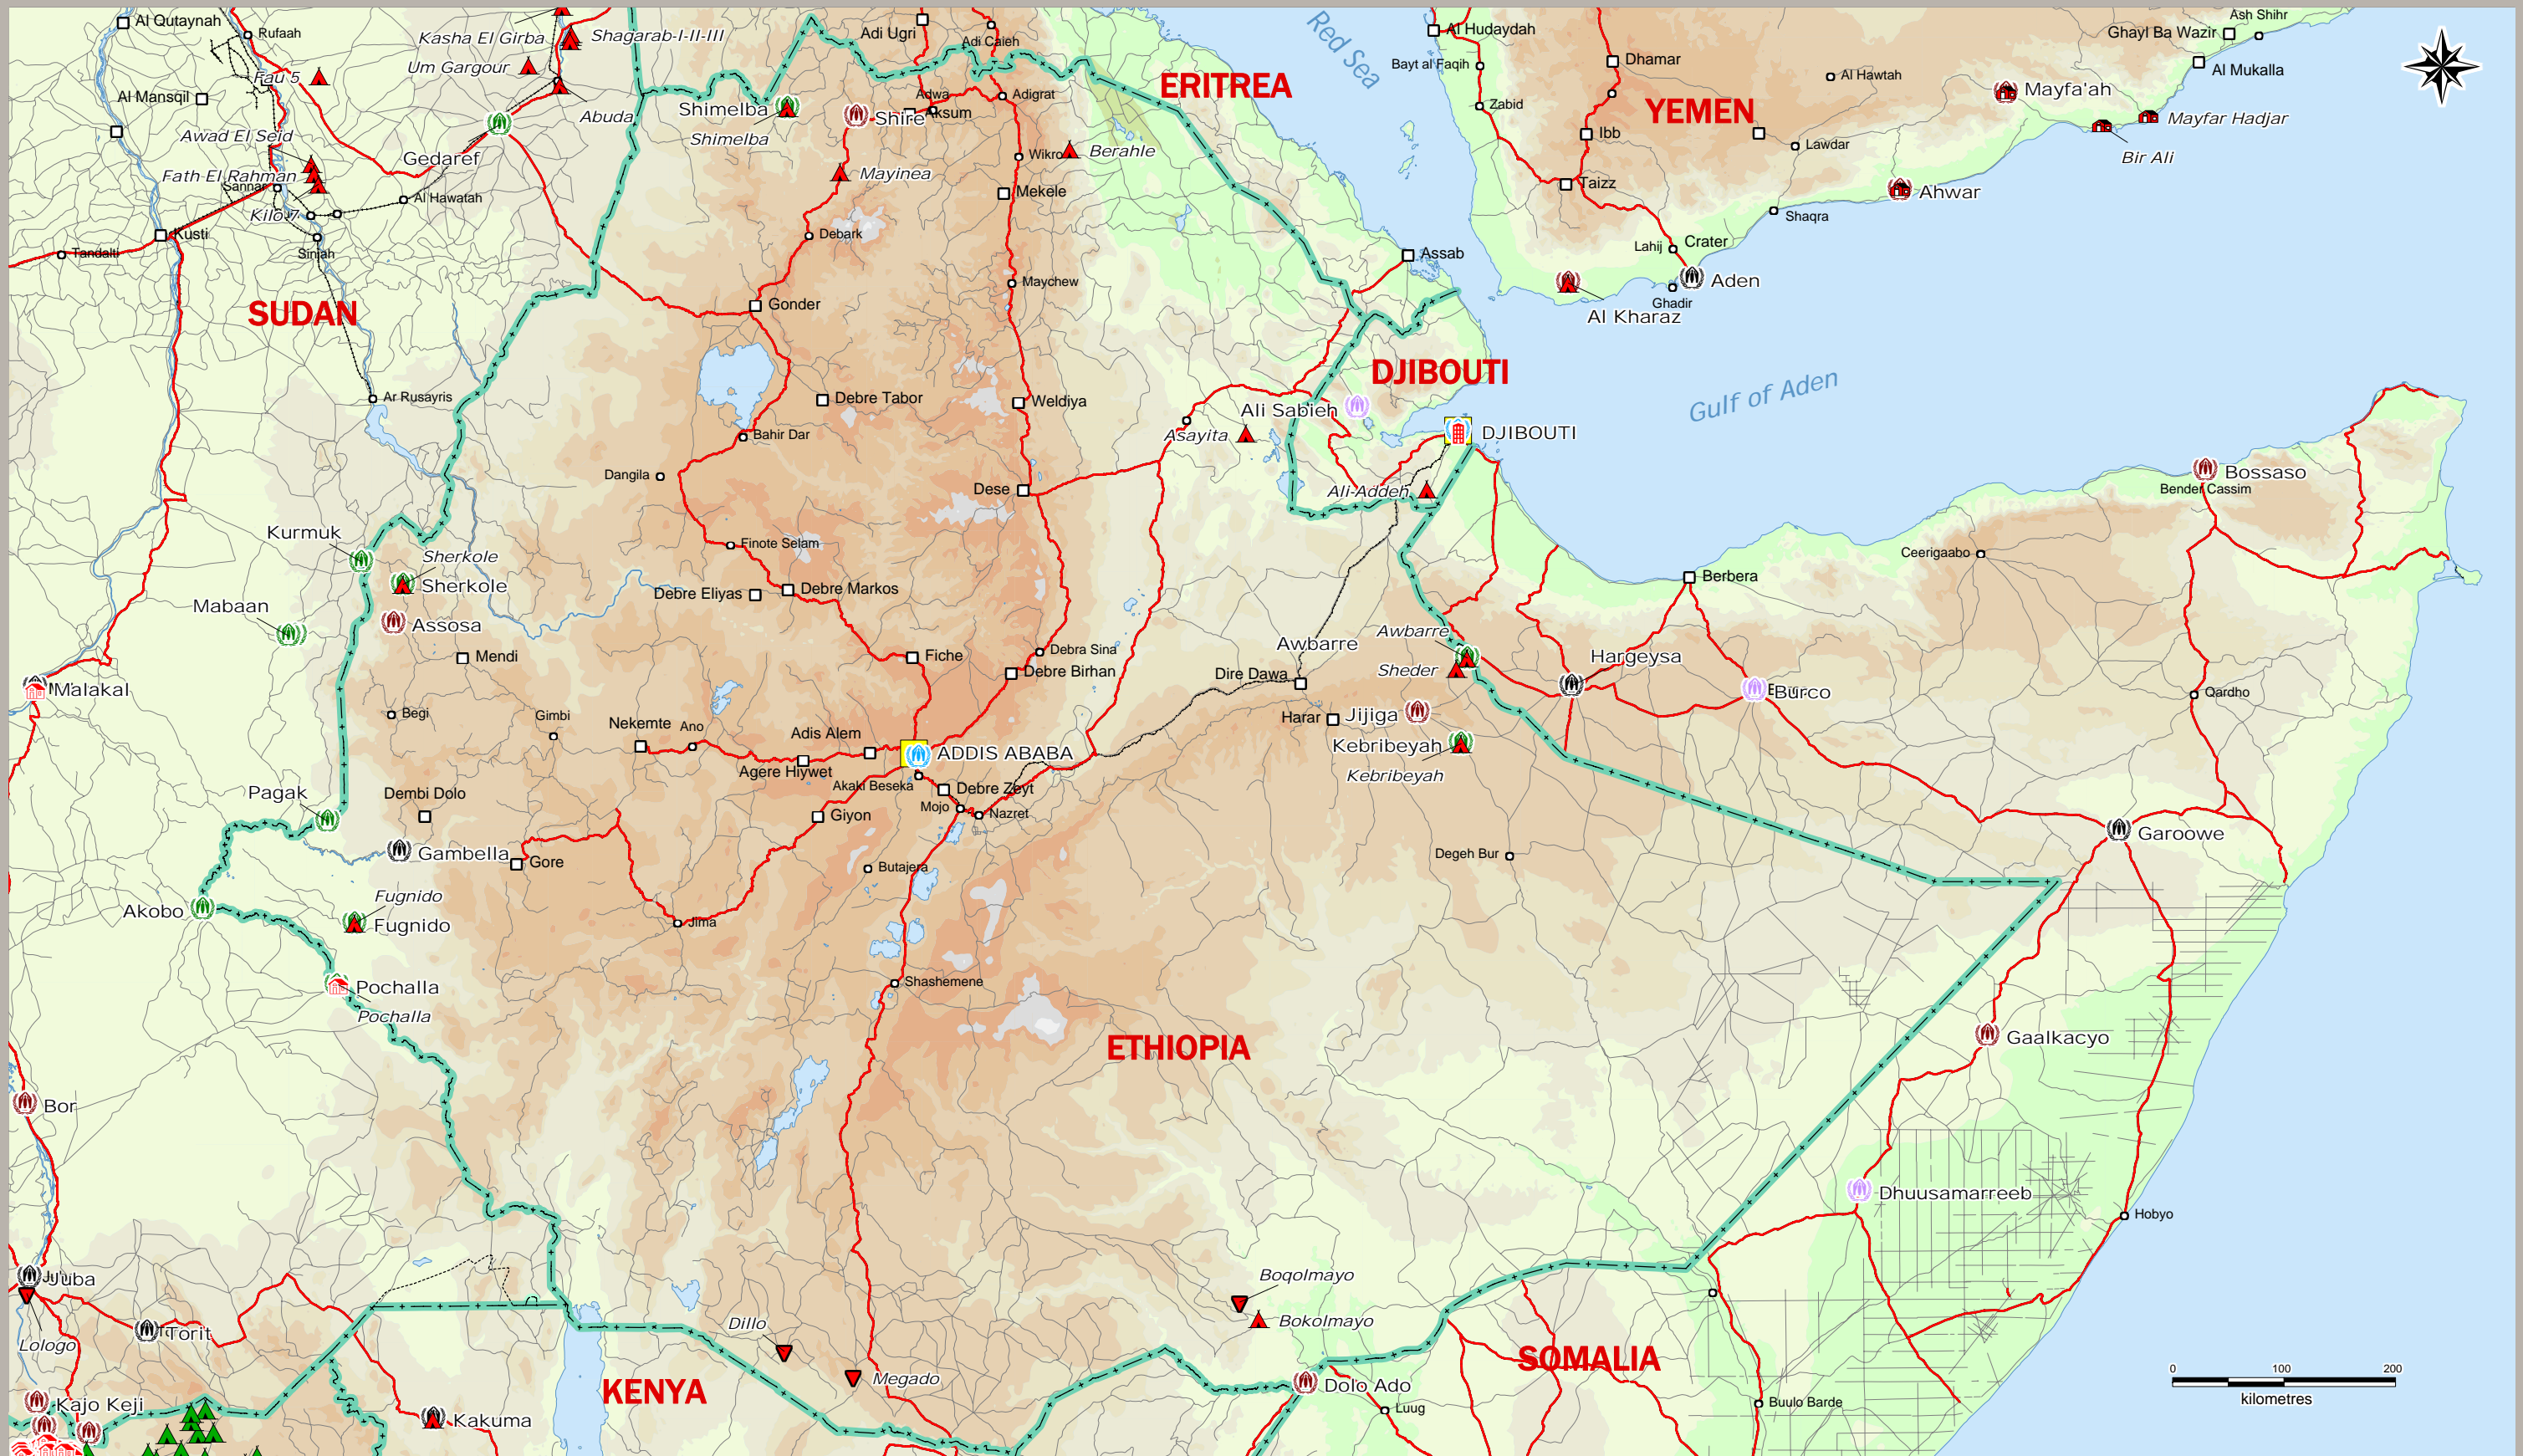 Al Qutaynah
Rufaah
Kasha El Girba
Shagarab-I-II-III
Adi Ugri
Adi Caieh
Red Sea
Al Hudaydah
Ash Shihr
Ghayl Ba Wazir
Fau 5
Um Gargour
Bayt al Faqih
Dhamar
Al Hawtah
Al Mukalla
Al Mansqil
Abuda
Shimelba
Shimelba
Shire
Adwa
Aksum
Adigrat
ERITREA
Zabid
YEMEN
Mayfa'ah
Mayfar Hadjar
Awad El Seid
Gedaref
Wikro
Berahle
Ibb
Lawdar
Bir Ali
Fath El Rahman
Sannar
Al Hawatah
Mayinea
Mekele
Taizz
Ahwar
Kilo 7
Kusti
Sinjah
Tandalti
Debark
Shaqra
Assab
Lahij
Crater
Aden
Ghadir
Al Kharaz
Maychew
SUDAN
Gonder
DJIBOUTI
Gulf of Aden
Ar Rusayris
Debre Tabor
Weldiya
Ali Sabieh
Bahir Dar
Asayita
DJIBOUTI
Dangila
Dese
Ali-Addeh
Bossaso
Bender Cassim
Kurmuk
Sherkole
Sherkole
Finote Selam
Ceerigaabo
Debre Eliyas
Debre Markos
Berbera
Mabaan
Assosa
Mendi
Fiche
Debra Sina
Debre Birhan
Awbarre
Awbarre
Sheder
Dire Dawa
Hargeysa
Malakal
Burco
Qardho
Begi
Gimbi
Nekemte
Ano
Adis Alem
Harar
Jijiga
Kebribeyah
Kebribeyah
ADDIS ABABA
Agere Hiywet
Akaki Beseka
Debre Zeyt
Mojo
Nazret
Pagak
Dembi Dolo
Giyon
Garoowe
Gambella
Gore
Butajera
Degeh Bur
Akobo
Fugnido
Fugnido
Jima
Pochalla
Pochalla
Shashemene
ETHIOPIA
Gaalkacyo
Bor
Dhuusamarreeb
Hobyo
Juba
Boqolmayo
Bokolmayo
Torit
Lologo
Dillo
Megado
SOMALIA
KENYA
Dolo Ado
Luug
Buulo Barde
Kajo Keji
Kakuma
0 100 200
kilometres